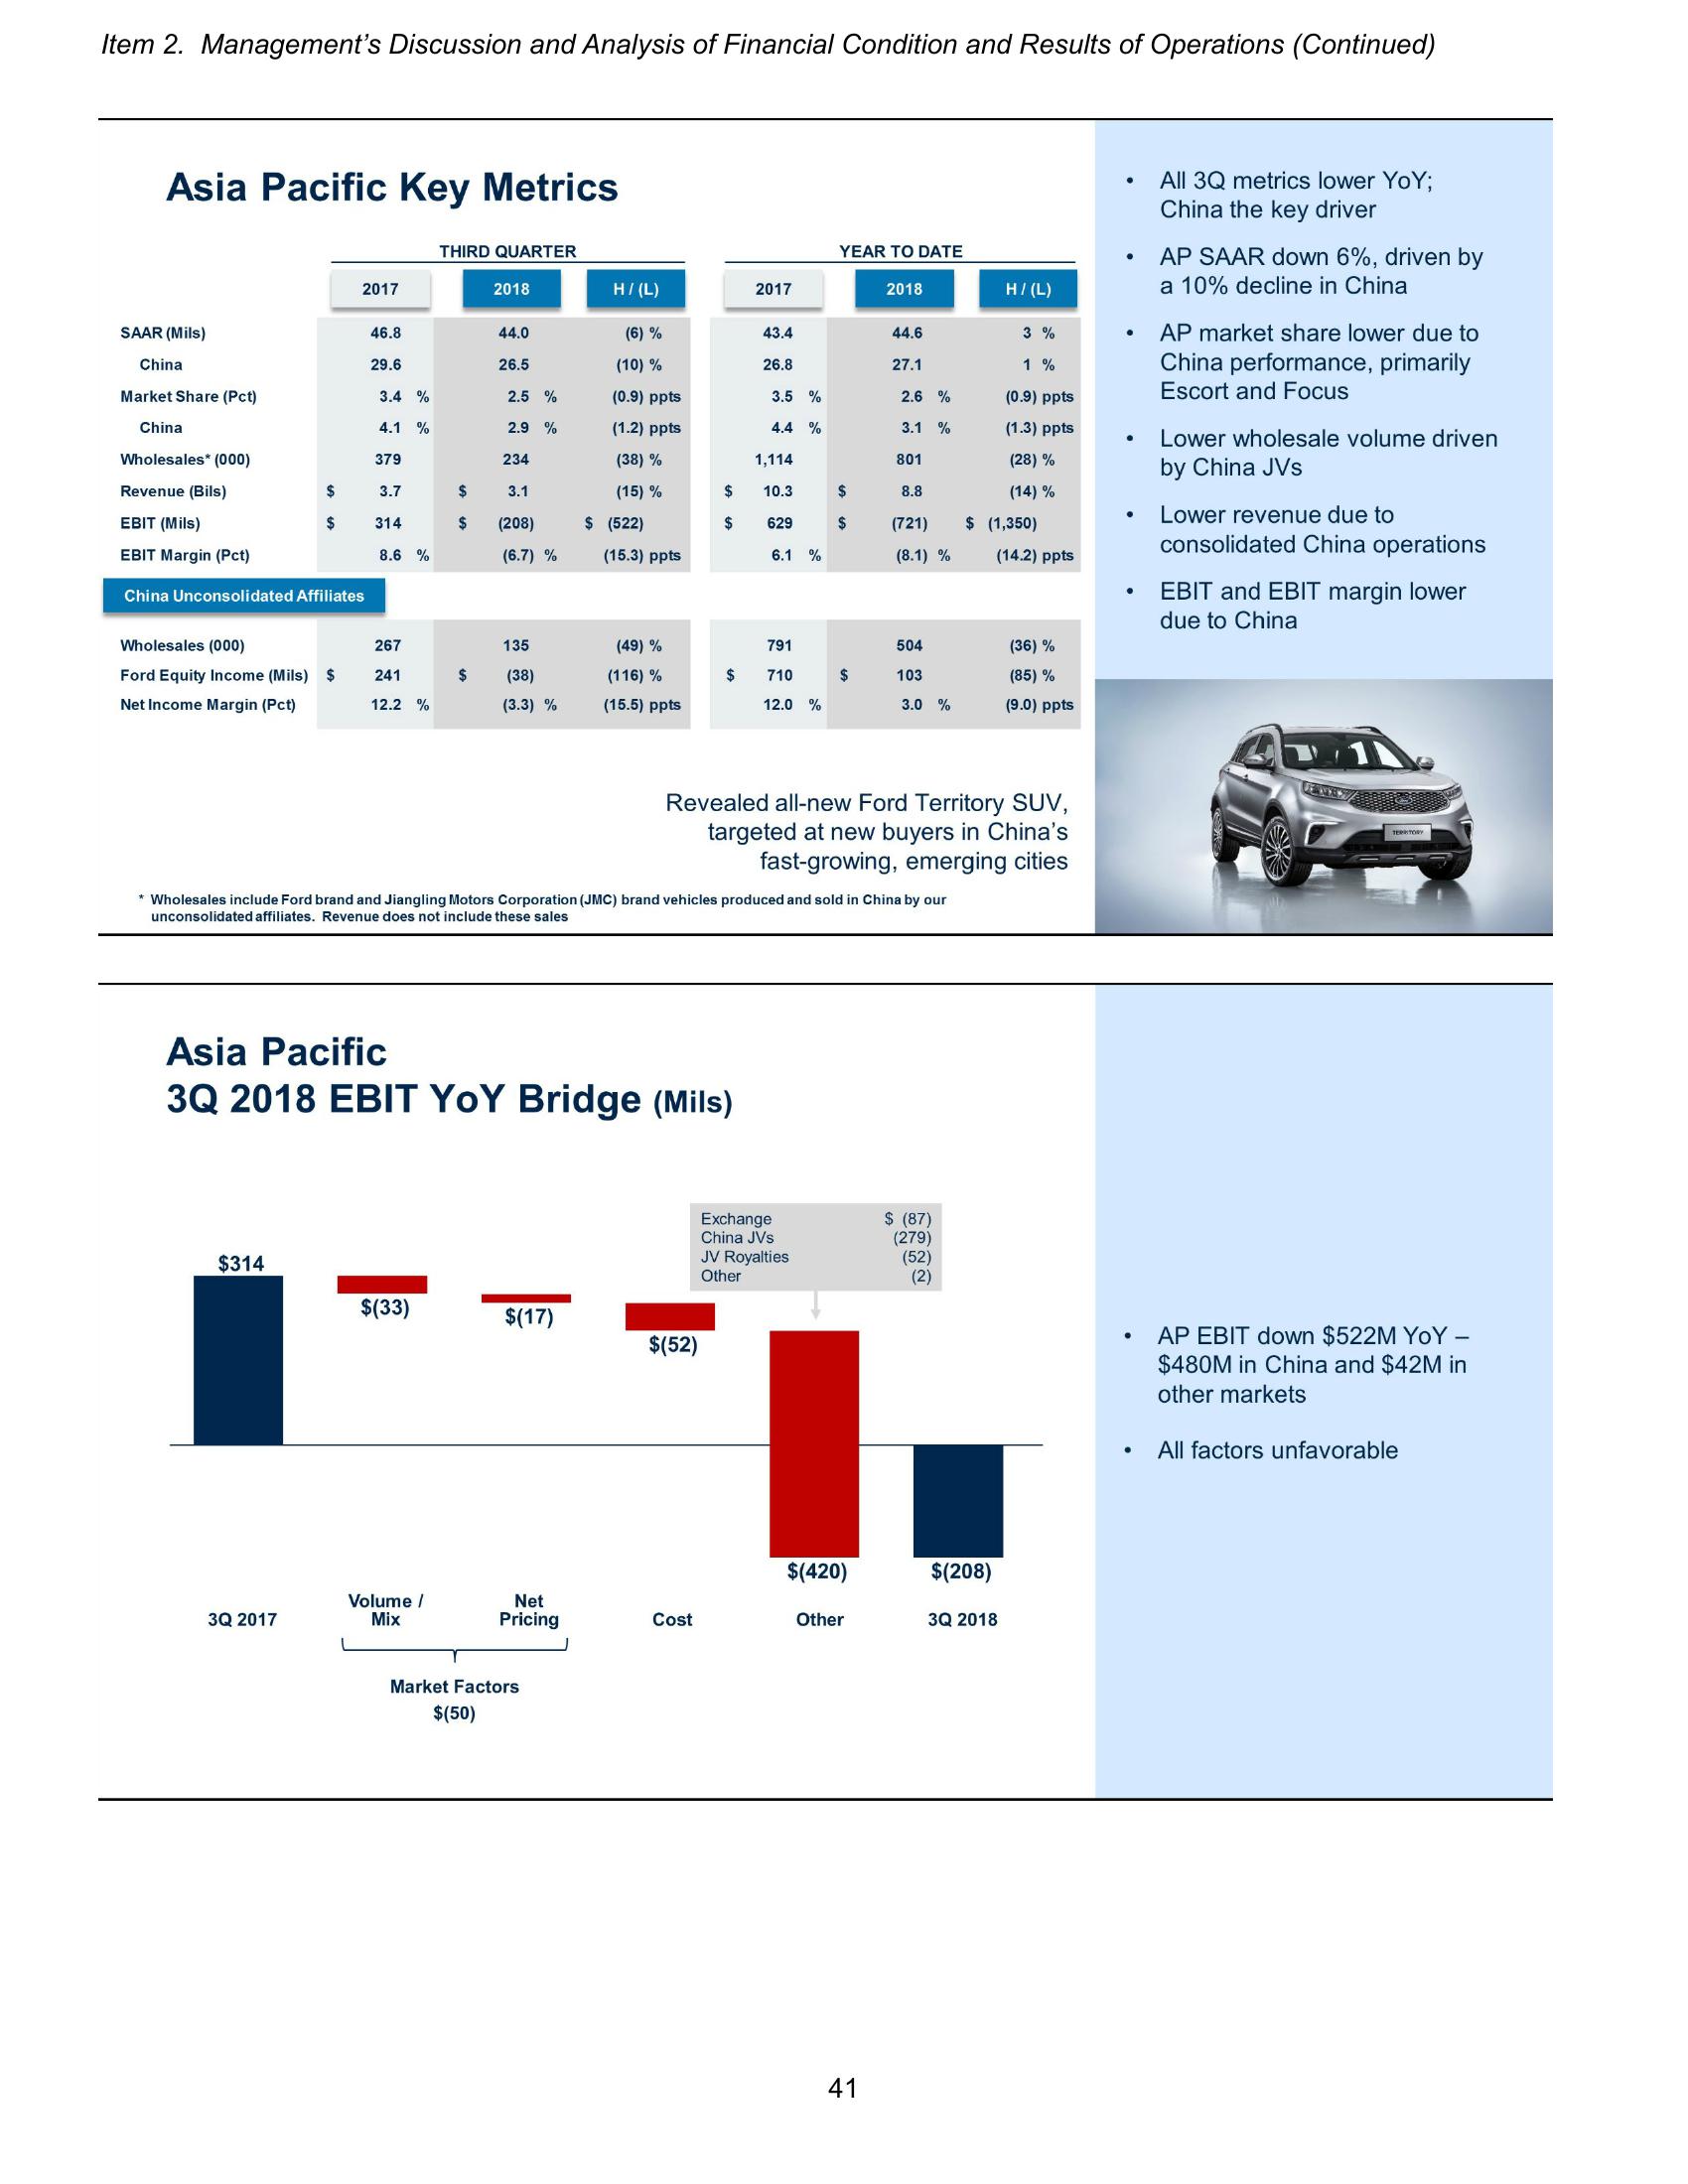 Item 2.  Management’s Discussion and Analysis of Financial Condition and Results of Operations (Continued)
Asia Pacific Key Metrics
THIRD QUARTER YEAR TO DATE
2017 2018 H / (L) 2017 2018 H / (L)
SAAR (Mils) 46.8 44.0 (6) % 43.4 44.6 3 %
China 29.6 26.5 (10) % 26.8 27.1 1 %
Market Share (Pct) 3.4 % 2.5 % (0.9) ppts 3.5 % 2.6 % (0.9) ppts
China 4.1 % 2.9 % (1.2) ppts 4.4 % 3.1 % (1.3) ppts
Wholesales* (000) 379 234 (38) % 1,114 801 (28) %
Revenue (Bils) $ 3.7 $ 3.1 (15) % $ 10.3 $ 8.8 (14) %
EBIT (Mils) $ 314 $ (208) $ (522) $ 629 $ (721) $ (1,350)
EBIT Margin (Pct) 8.6 % (6.7) % (15.3) ppts 6.1 % (8.1) % (14.2) ppts
China Unconsolidated Affiliates
Wholesales (000) 267 135 (49) % 791 504 (36) %
Ford Equity Income (Mils) $ 241 $ (38) (116) % $ 710 $ 103 (85) %
Net Income Margin (Pct) 12.2 % (3.3) % (15.5) ppts 12.0 % 3.0 % (9.0) ppts
Revealed all-new Ford Territory SUV,
targeted at new buyers in China’s
fast-growing, emerging cities
* Wholesales include Ford brand and Jiangling Motors Corporation (JMC) brand vehicles produced and sold in China by our
unconsolidated affiliates.  Revenue does not include these sales
• All 3Q metrics lower YoY;
China the key driver
• AP SAAR down 6%, driven by
a 10% decline in China
• AP market share lower due to
China performance, primarily
Escort and Focus
• Lower wholesale volume driven
by China JVs
• Lower revenue due to
consolidated China operations
• EBIT and EBIT margin lower
due to China
TERRITORY
Asia Pacific
3Q 2018 EBIT YoY Bridge (Mils)
Exchange $ (87)
China JVs (279)
JV Royalties (52)
Other (2)
$314
$(33)
$(17)
$(52)
$(420) $(208)
3Q 2017
Volume /
Mix
Net
Pricing
Cost
Other
3Q 2018
Market Factors
$(50)
• AP EBIT down $522M YoY –
$480M in China and $42M in
other markets
• All factors unfavorable
41